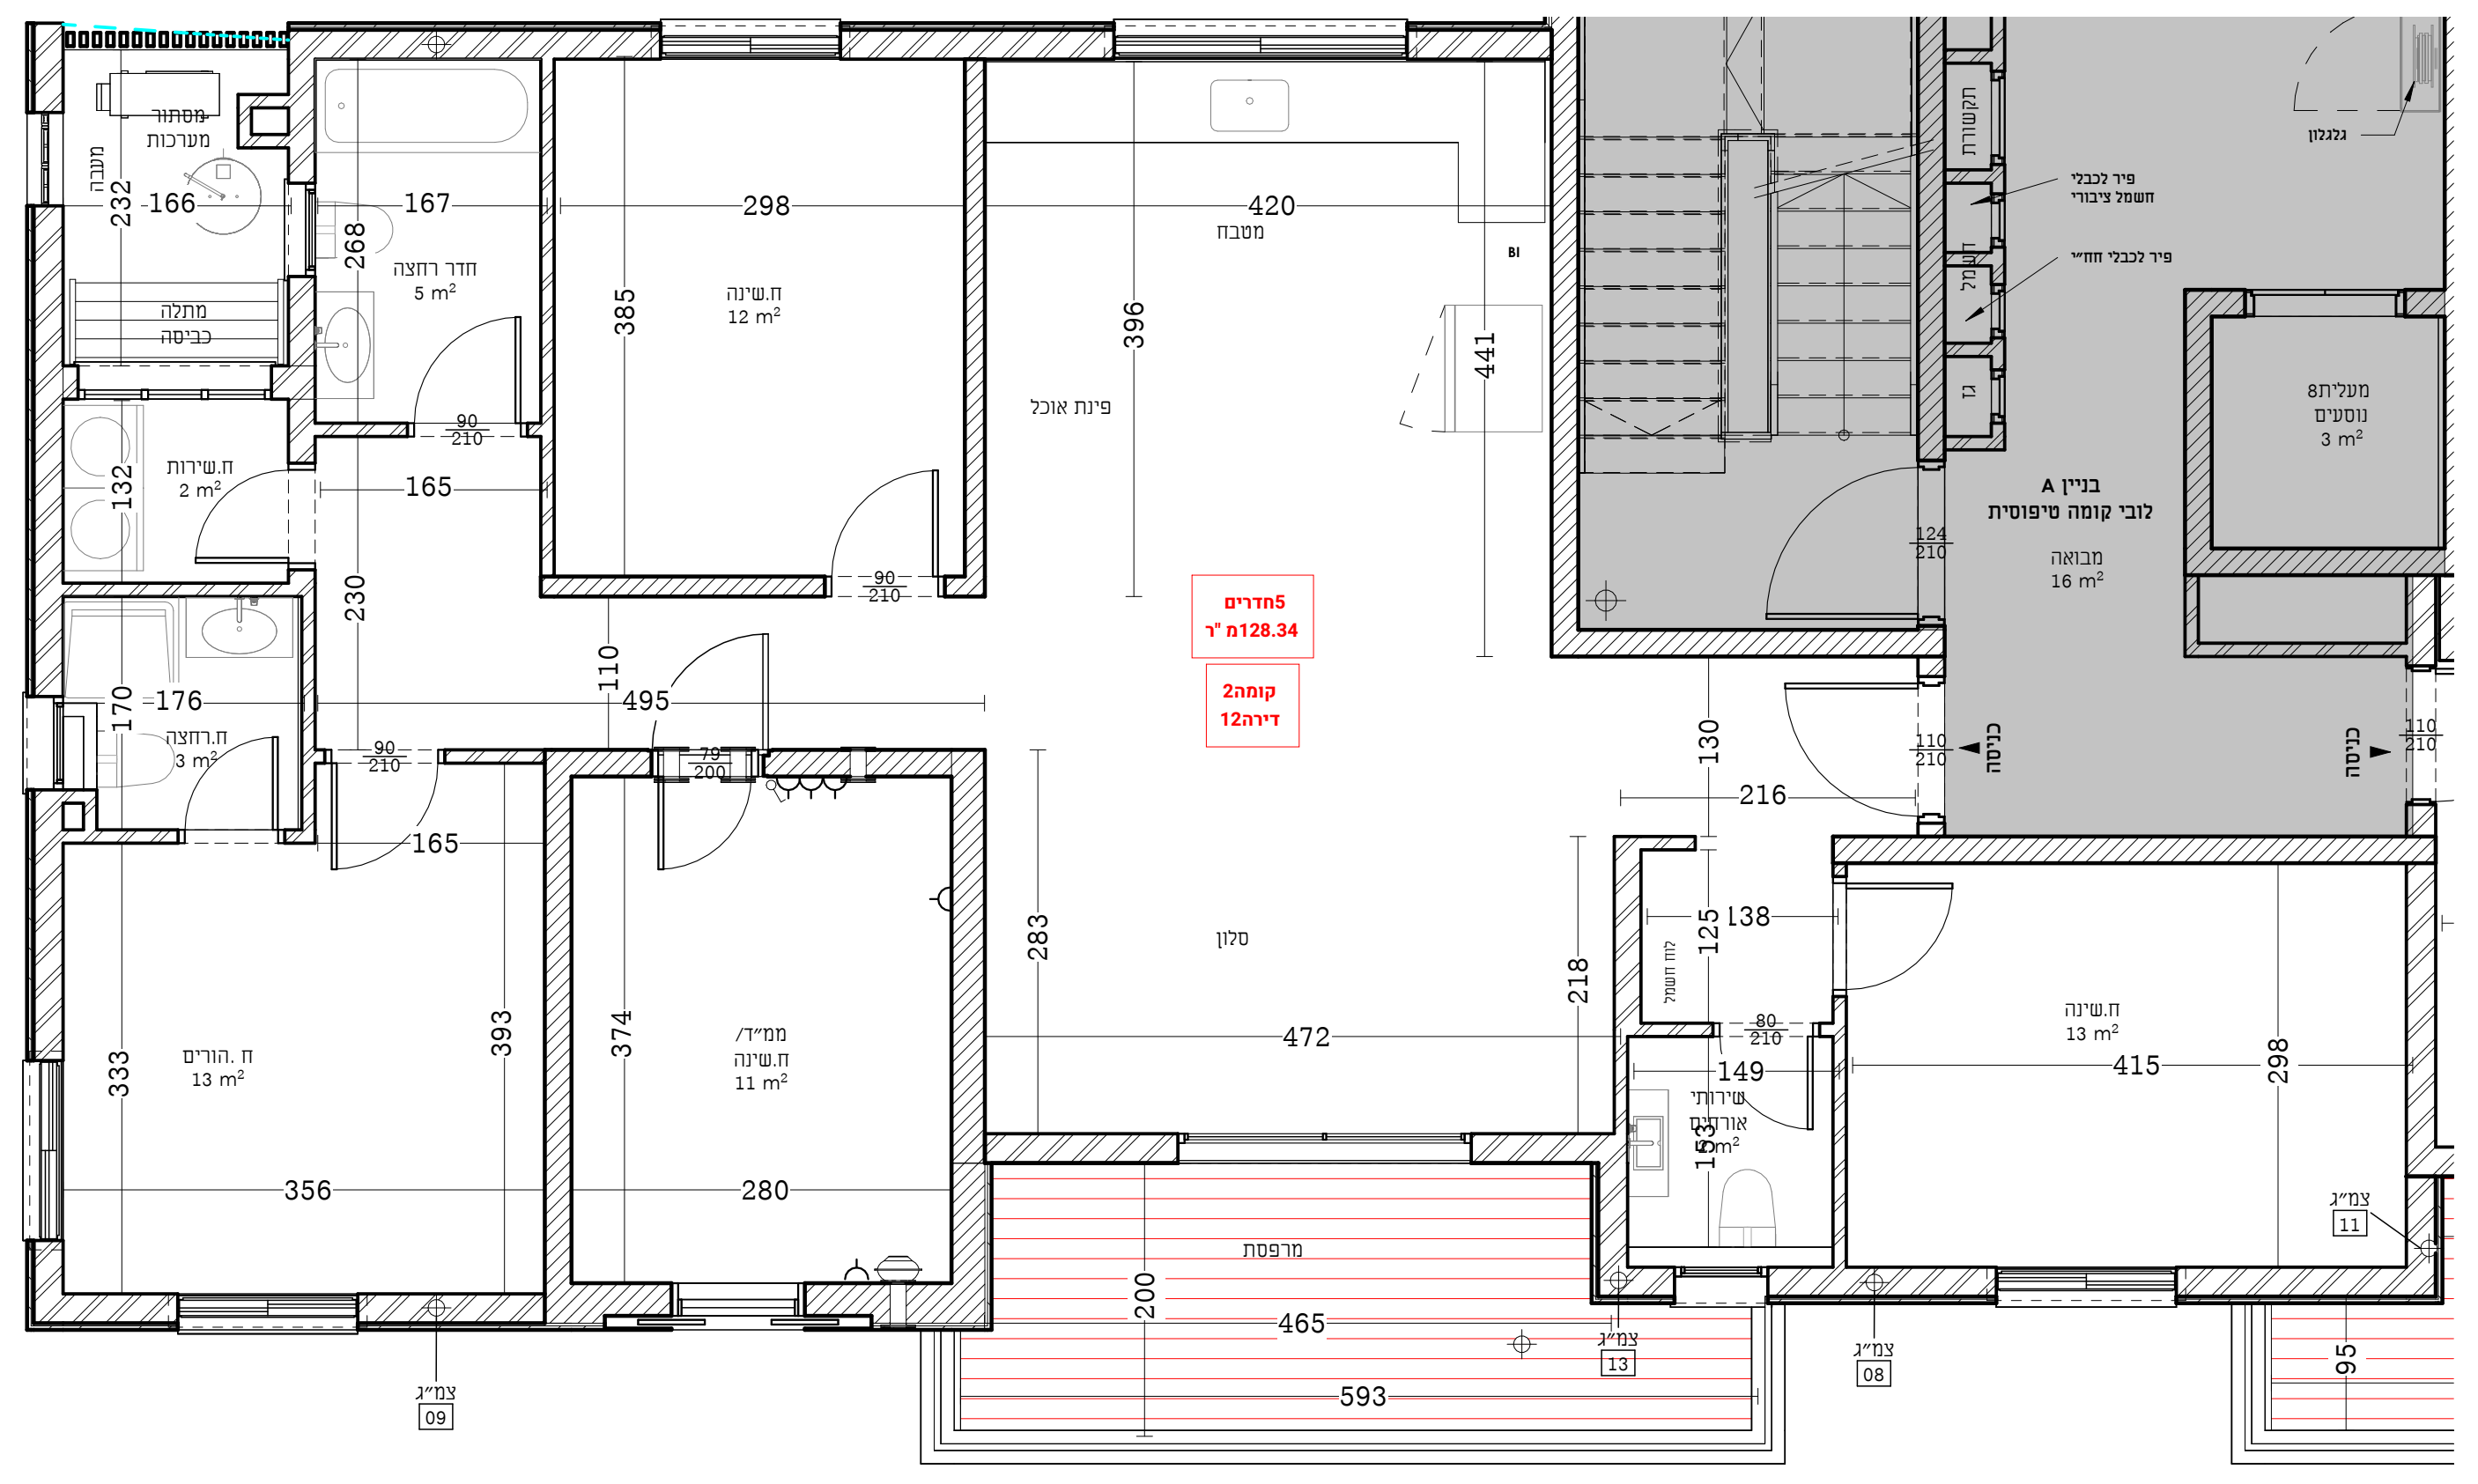 מסתור
מערכות
מעבה
232
166
מתלה
כביסה
167
268
חדר רחצה
5 m²
90
210
298
385
ח.שינה
12 m²
90
210
420
מטבח
BI
396
441
פינת אוכל
תקשורת
חשמל
גז
פיר לכבלי
חשמל ציבורי
פיר לכבלי חח״י
גלגלון
מעלית8
נוסעים
3 m²
בניין A
לובי קומה טיפוסית
מבואה
16 m²
124
210
ח.שירות
2 m²
132
165
230
110
495
5חדרים
128.34מ"ר
קומה2
דירה12
170
176
ח.רחצה
3 m²
90
210
79
200
165
130
216
110
210
כניסה
כניסה
110
210
333
393
ח .הורים
13 m²
356
374
ממ״ד/
ח.שינה
11 m²
280
283
סלון
218
472
125
138
לוח חשמל
80
210
149
שירותי
אורחים
2 m²
153
ח.שינה
13 m²
415
298
צמ״ג
11
מרפסת
200
465
593
צמ״ג
13
צמ״ג
08
צמ״ג
09
95